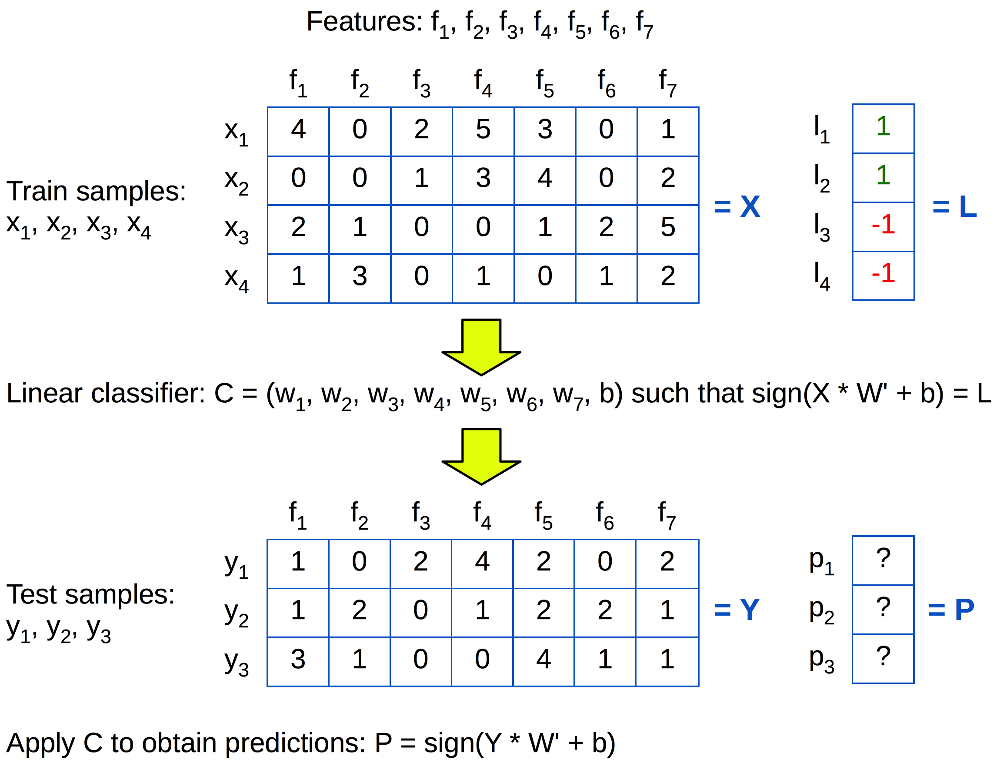 Features: f1, f2, f3, f4, f5, f6, f7
f1 f2 f3 f4 f5 f6 f7
x1 4 0 2 5 3 0 1 l1 1
x2 0 0 1 3 4 0 2 l2 1
Train samples:
x1, x2, x3, x4
= X = L
x3 2 1 0 0 1 2 5 l3 -1
x4 1 3 0 1 0 1 2 l4 -1
Linear classifier: C = (w1, w2, w3, w4, w5, w6, w7, b) such that sign(X * W' + b) = L
f1 f2 f3 f4 f5 f6 f7
y1 1 0 2 4 2 0 2 p1 ?
Test samples:
y1, y2, y3
y2 1 2 0 1 2 2 1 = Y p2 ? = P
y3 3 1 0 0 4 1 1 p3 ?
Apply C to obtain predictions: P = sign(Y * W' + b)